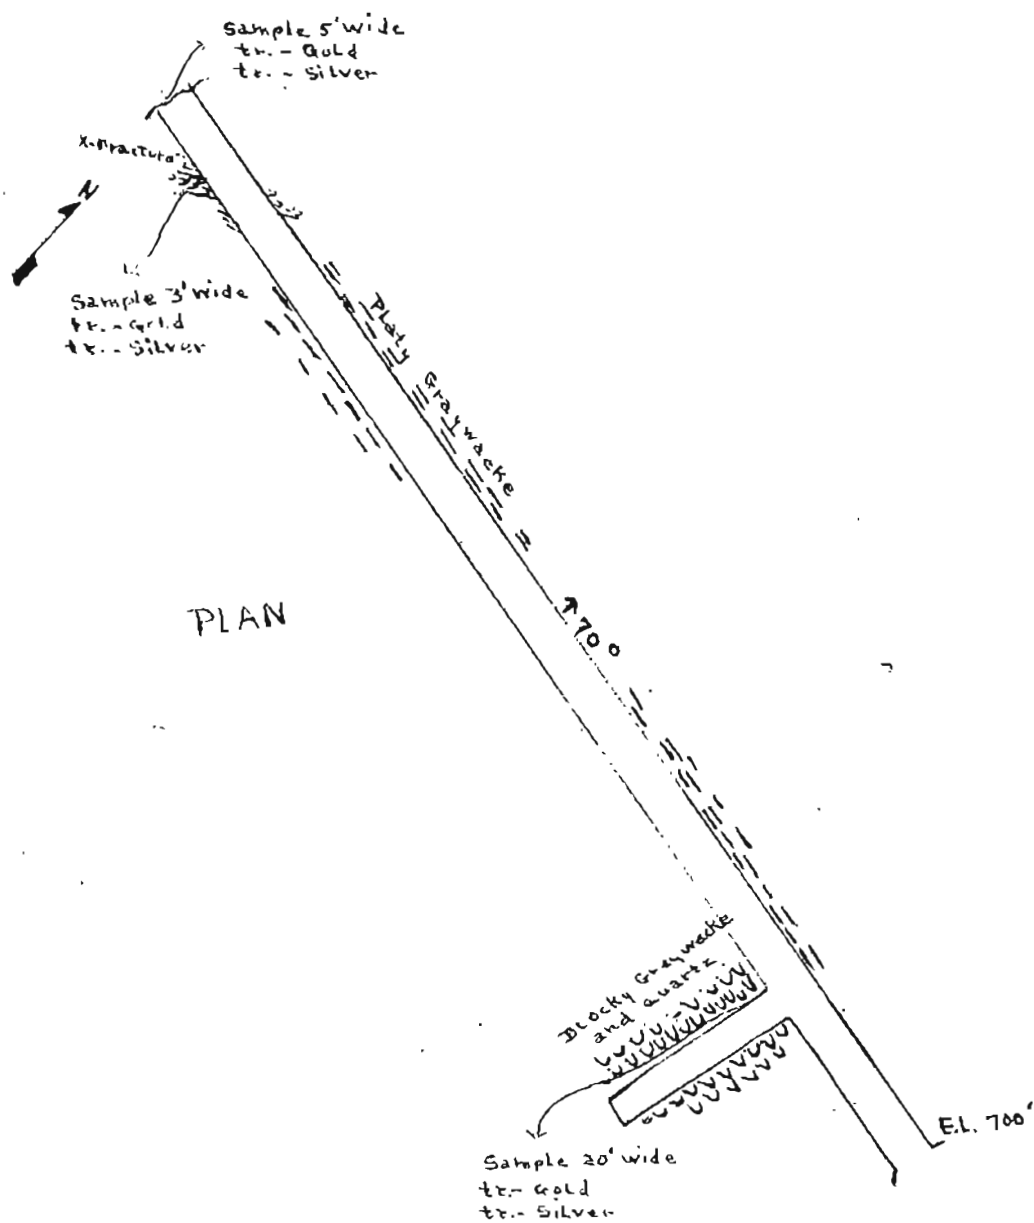 Sample 5' wide
tr. - Gold
tr. - Silver
X-fracture
N
Sample 3' wide
tr. - Gold
tr. - Silver
Platy Graywacke
PLAN
↑700
Blocky Graywacke
and quartz
E.L. 700'
Sample 20' wide
tr. - Gold
tr. - Silver